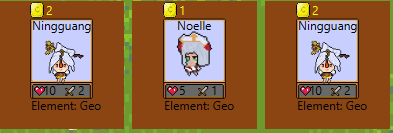 2
Ningguang
10 2
Element: Geo
1
Noelle
5 1
Element: Geo
2
Ningguang
10 2
Element: Geo